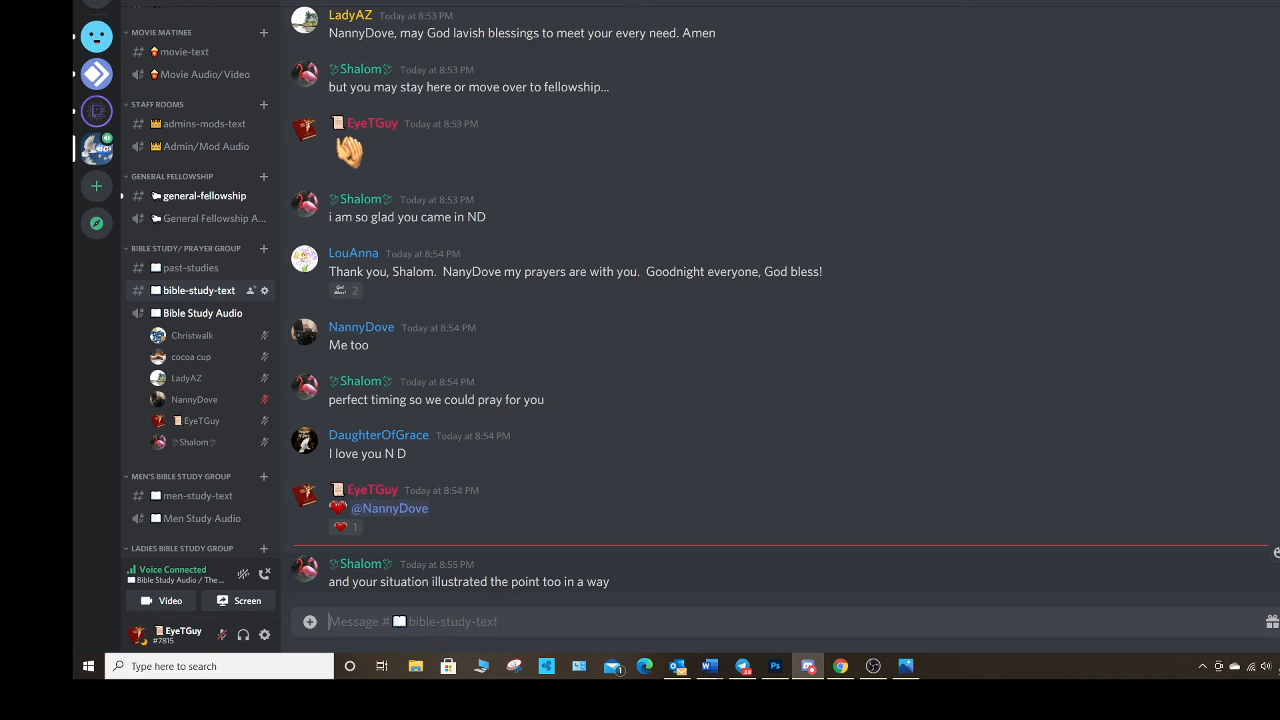 MOVIE MATINEE
movie-text
Movie Audio/Video
STAFF ROOMS
admins-mods-text
Admin/Mod Audio
GENERAL FELLOWSHIP
general-fellowship
General Fellowship A...
BIBLE STUDY/ PRAYER GROUP
past-studies
bible-study-text
Bible Study Audio
Christwalk
cocoa cup
LadyAZ
NannyDove
EyeTGuy
Shalom
MEN'S BIBLE STUDY GROUP
men-study-text
Men Study Audio
LADIES BIBLE STUDY GROUP
Voice Connected
Bible Study Audio / The ...
Video
Screen
EyeTGuy
#7815
LadyAZ Today at 8:53 PM
NannyDove, may God lavish blessings to meet your every need. Amen
Shalom Today at 8:53 PM
but you may stay here or move over to fellowship...
EyeTGuy Today at 8:53 PM
Shalom Today at 8:53 PM
i am so glad you came in ND
LouAnna Today at 8:54 PM
Thank you, Shalom. NanyDove my prayers are with you. Goodnight everyone, God bless!
2
NannyDove Today at 8:54 PM
Me too
Shalom Today at 8:54 PM
perfect timing so we could pray for you
DaughterOfGrace Today at 8:54 PM
I love you N D
EyeTGuy Today at 8:54 PM
@NannyDove
1
Shalom Today at 8:55 PM
and your situation illustrated the point too in a way
Message # bible-study-text
Type here to search